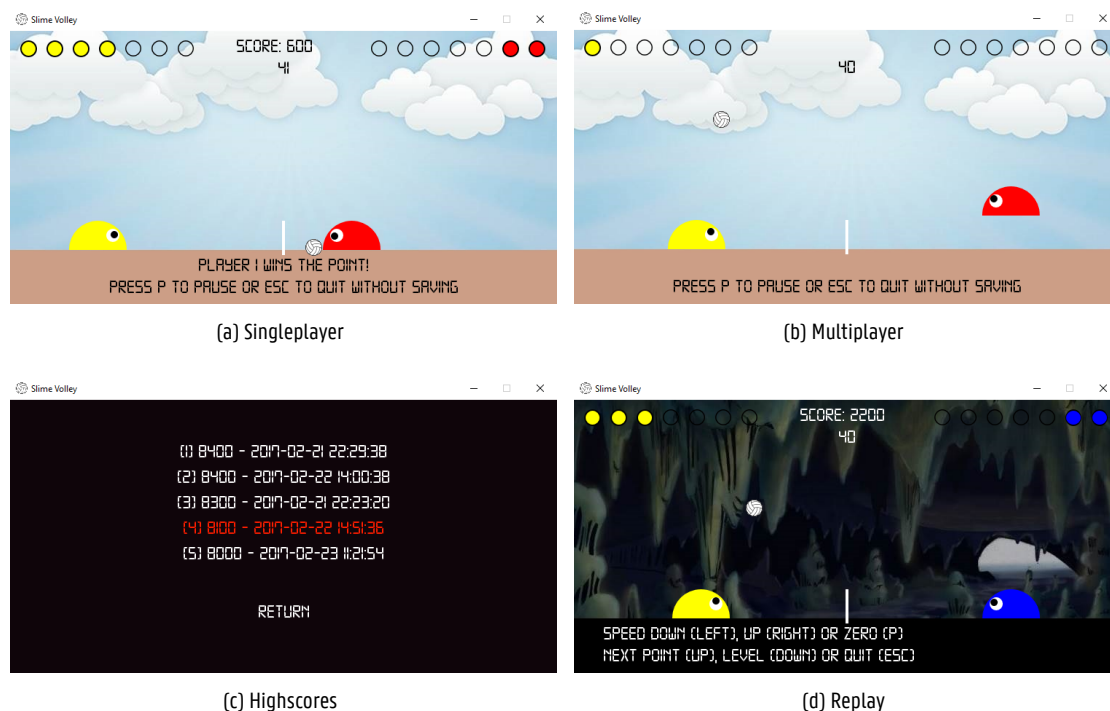 Slime Volley
SCORE: 600
41
PLAYER 1 WINS THE POINT!
PRESS P TO PAUSE OR ESC TO QUIT WITHOUT SAVING
(a) Singleplayer
Slime Volley
40
PRESS P TO PAUSE OR ESC TO QUIT WITHOUT SAVING
(b) Multiplayer
Slime Volley
(1) 8400 - 2017-02-21 22:29:38
(2) 8400 - 2017-02-22 14:00:38
(3) 8300 - 2017-02-21 22:23:20
(4) 8100 - 2017-02-22 14:51:36
(5) 8000 - 2017-02-23 11:21:54
RETURN
(c) Highscores
Slime Volley
SCORE: 2200
40
SPEED DOWN (LEFT), UP (RIGHT) OR ZERO (P)
NEXT POINT (UP), LEVEL (DOWN) OR QUIT (ESC)
(d) Replay